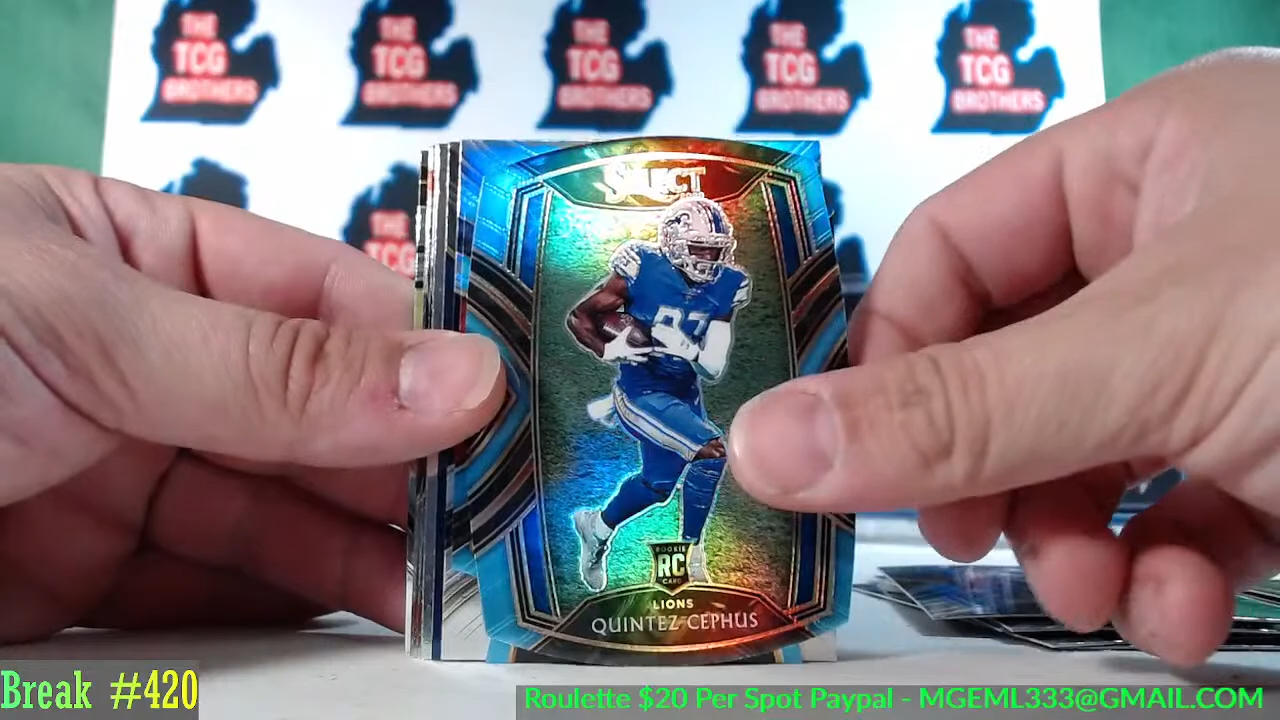 THE
TCG
BROTHERS
THE
TCG
BROTHERS
THE
TCG
BROTHERS
THE
TCG
BROTHERS
THE
TCG
BROTHERS
THE
TCG
SELECT
87
ROOKIE
RC
CARD
LIONS
QUINTEZ CEPHUS
Break #420
Roulette $20 Per Spot Paypal - MGEML333@GMAIL.COM